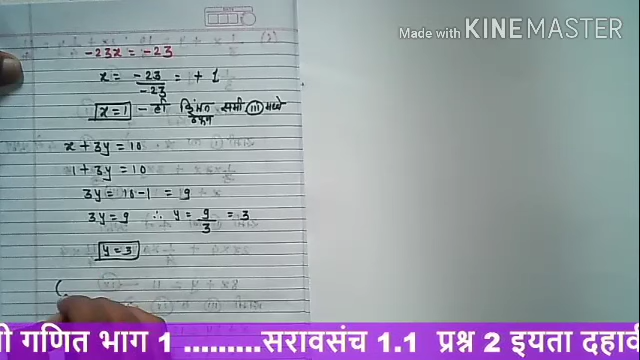 Made with KINEMASTER
-23x = -23
x = -23/-23 = +1
x=1 - ही किंमत समी (iii) मध्ये
ठेवून
x + 3y = 10
1 + 3y = 10
3y = 10 - 1 = 9
3y = 9 ∴ y = 9/3 = 3
y = 3
(
गणित भाग 1 .........सरावसंच 1.1 प्रश्न 2 इयता